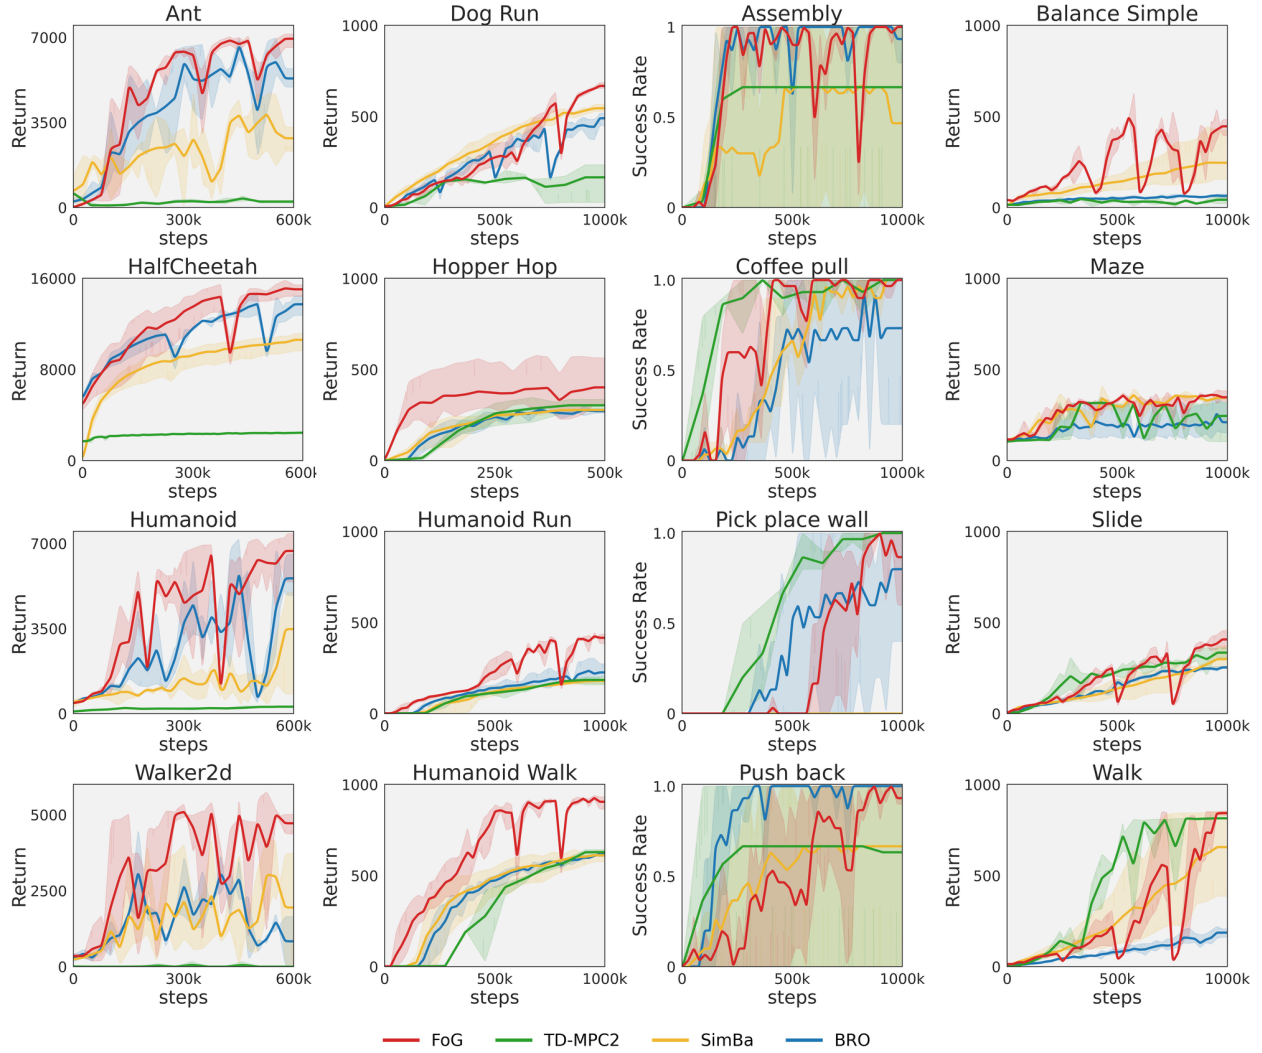 Ant
Dog Run
Assembly
Balance Simple
Return
7000
3500
0
0
300k
600k
steps
Return
1000
500
0
0
500k
1000k
steps
Success Rate
1
0.5
0
0
500k
1000k
steps
Return
1000
500
0
0
500k
1000k
steps
HalfCheetah
Hopper Hop
Coffee pull
Maze
Return
16000
8000
0
0
300k
600k
steps
Return
1000
500
0
0
250k
500k
steps
Success Rate
1.0
0.5
0
0
500k
1000k
steps
Return
1000
500
0
0
500k
1000k
steps
Humanoid
Humanoid Run
Pick place wall
Slide
Return
7000
3500
0
0
300k
600k
steps
Return
1000
500
0
0
500k
1000k
steps
Success Rate
1.0
0.5
0
0
500k
1000k
steps
Return
1000
500
0
0
500k
1000k
steps
Walker2d
Humanoid Walk
Push back
Walk
Return
5000
2500
0
0
300k
600k
steps
Return
1000
500
0
0
500k
1000k
steps
Success Rate
1.0
0.5
0
0
500k
1000k
steps
Return
1000
500
0
0
500k
1000k
steps
FoG
TD-MPC2
SimBa
BRO